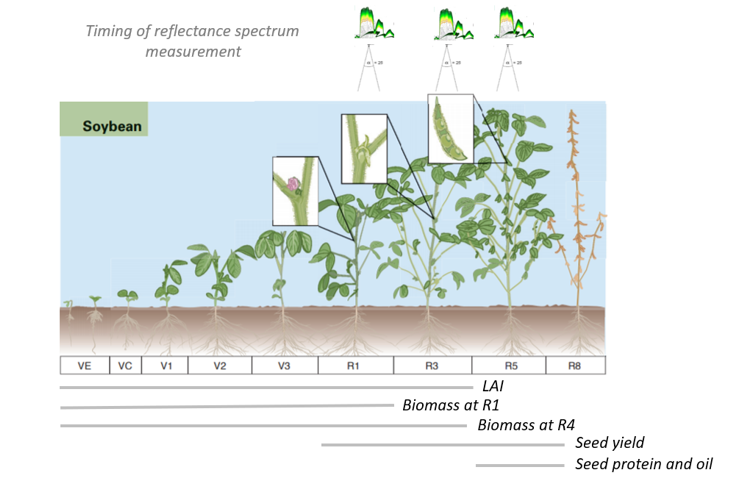 Timing of reflectance spectrum
measurement
Soybean
VE VC V1 V2 V3 R1 R3 R5 R8
LAI
Biomass at R1
Biomass at R4
Seed yield
Seed protein and oil